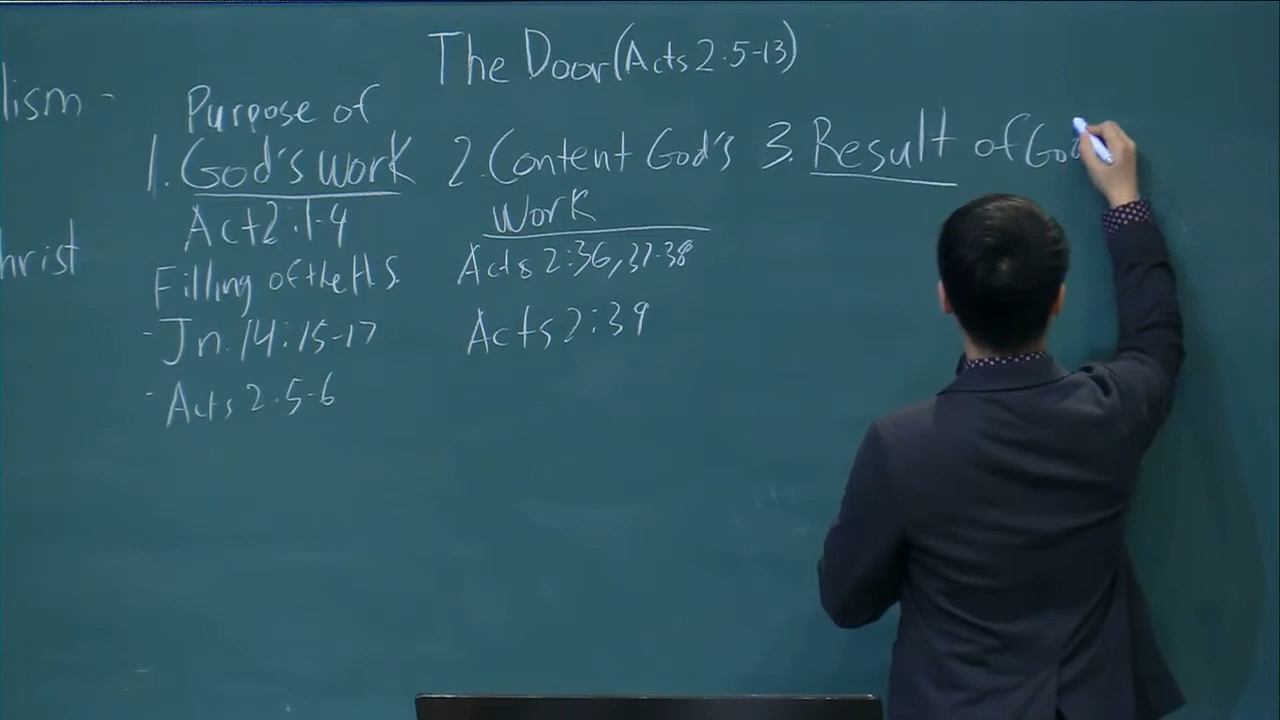 The Door (Acts 2:5-13)
lism -
hrist
Purpose of
1. God's work
Act 2:1-4
Filling of the H.S.
- Jn. 14:15-17
- Acts 2:5-6
2. Content God's
Work
Acts 2:36, 37-38
Acts 2:39
3. Result of God